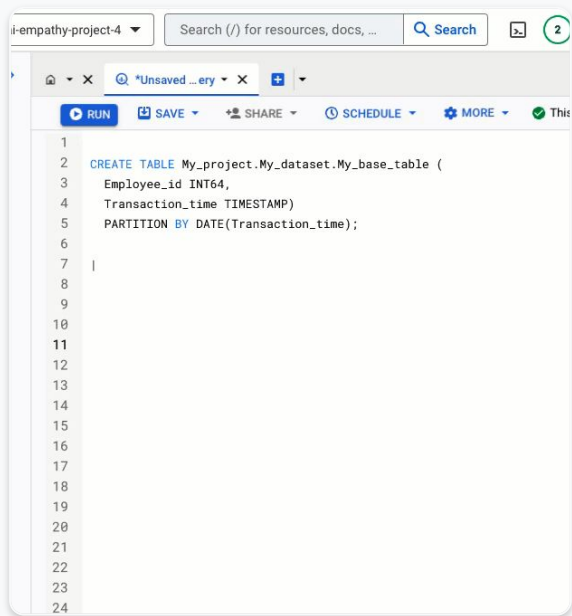 i-empathy-project-4
Search (/) for resources, docs, ...
Search
2
*Unsaved ...ery
RUN
SAVE
SHARE
SCHEDULE
MORE
This
1
2 CREATE TABLE My_project.My_dataset.My_base_table (
3 Employee_id INT64,
4 Transaction_time TIMESTAMP)
5 PARTITION BY DATE(Transaction_time);
6
7
8
9
10
11
12
13
14
15
16
17
18
19
20
21
22
23
24